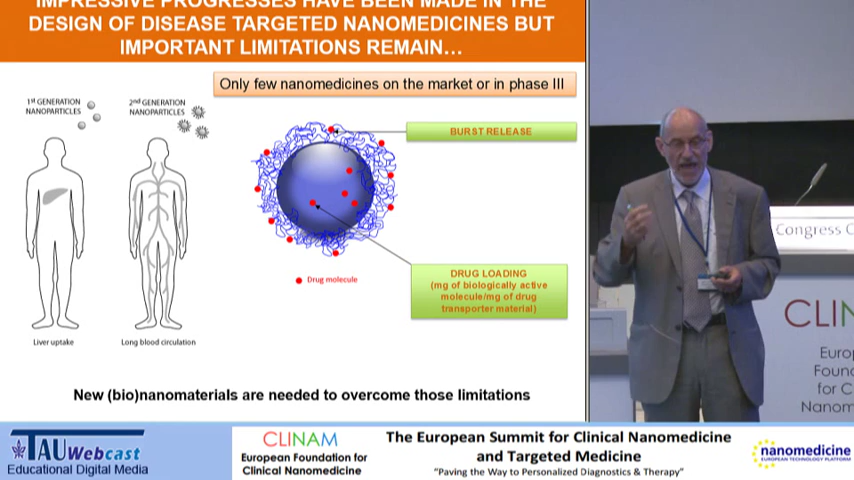 IMPRESSIVE PROGRESSES HAVE BEEN MADE IN THE
DESIGN OF DISEASE TARGETED NANOMEDICINES BUT
IMPORTANT LIMITATIONS REMAIN…
Only few nanomedicines on the market or in phase III
1ST GENERATION
NANOPARTICLES
2nd GENERATION
NANOPARTICLES
BURST RELEASE
DRUG LOADING
(mg of biologically active
molecule/mg of drug
transporter material)
Drug molecule
Liver uptake
Long blood circulation
New (bio)nanomaterials are needed to overcome those limitations
Congress C
CLIN
Europ
Foun
for C
Nanom
TAU Webcast
Educational Digital Media
CLINAM
European Foundation for
Clinical Nanomedicine
The European Summit for Clinical Nanomedicine
and Targeted Medicine
"Paving the Way to Personalized Diagnostics & Therapy"
nanomedicine
EUROPEAN TECHNOLOGY PLATFORM